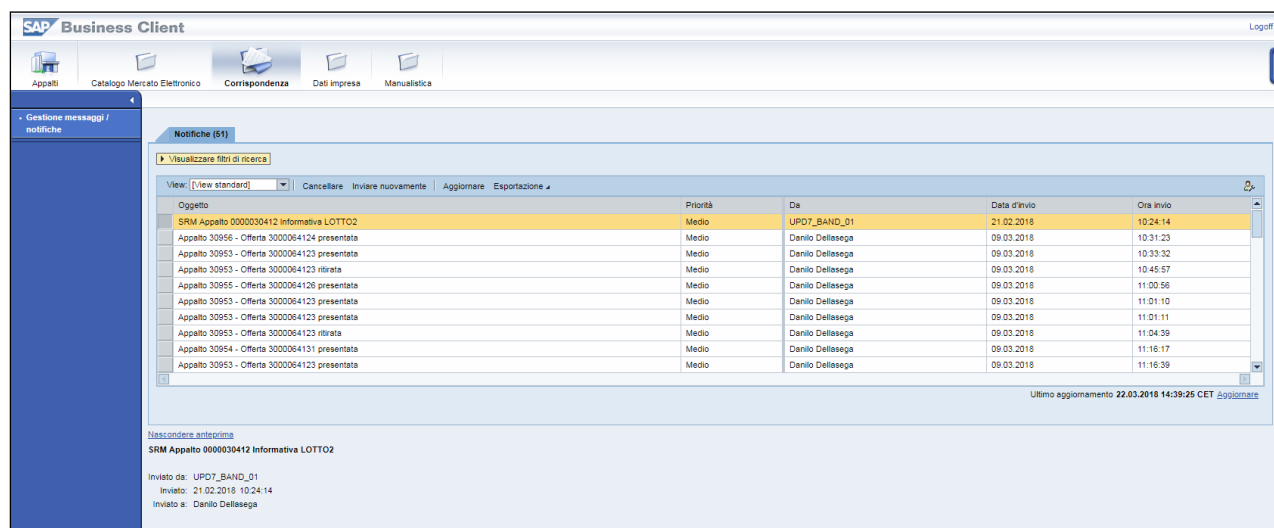 SAP Business Client
Logoff
Appalti Catalogo Mercato Elettronico Corrispondenza Dati impresa Manualistica
Gestione messaggi / notifiche
Notifiche (51)
Visualizzare filtri di ricerca
View: [View standard] Cancellare Inviare nuovamente Aggiornare Esportazione
Oggetto Priorità Da Data d'invio Ora invio
SRM Appalto 0000030412 Informativa LOTTO2 Medio UPD7_BAND_01 21.02.2018 10:24:14
Appalto 30956 - Offerta 3000064124 presentata Medio Danilo Dellasega 09.03.2018 10:31:23
Appalto 30953 - Offerta 3000064123 presentata Medio Danilo Dellasega 09.03.2018 10:33:32
Appalto 30953 - Offerta 3000064123 ritirata Medio Danilo Dellasega 09.03.2018 10:45:57
Appalto 30955 - Offerta 3000064126 presentata Medio Danilo Dellasega 09.03.2018 11:00:56
Appalto 30953 - Offerta 3000064123 presentata Medio Danilo Dellasega 09.03.2018 11:01:10
Appalto 30953 - Offerta 3000064123 presentata Medio Danilo Dellasega 09.03.2018 11:01:11
Appalto 30953 - Offerta 3000064123 ritirata Medio Danilo Dellasega 09.03.2018 11:04:39
Appalto 30954 - Offerta 3000064131 presentata Medio Danilo Dellasega 09.03.2018 11:16:17
Appalto 30953 - Offerta 3000064123 presentata Medio Danilo Dellasega 09.03.2018 11:16:39
Ultimo aggiornamento 22.03.2018 14:39:25 CET Aggiornare
Nascondere anteprima
SRM Appalto 0000030412 Informativa LOTTO2
Inviato da: UPD7_BAND_01
Inviato: 21.02.2018 10:24:14
Inviato a: Danilo Dellasega